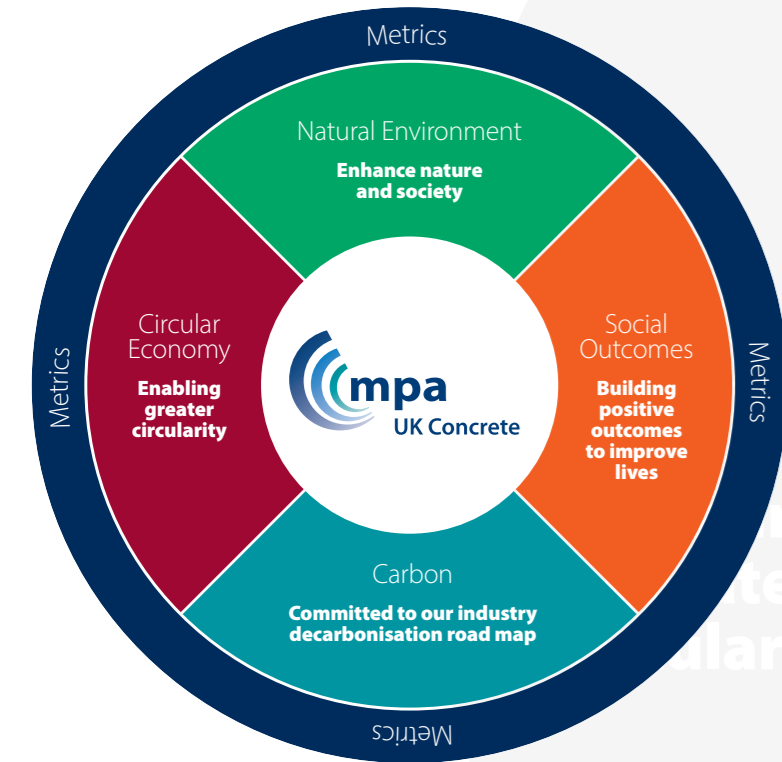 Metrics
Natural Environment
Enhance nature
and society
Metrics
Circular
Economy
Enabling
greater
circularity
mpa
UK Concrete
Social
Outcomes
Building
positive
outcomes
to improve
lives
Metrics
Carbon
Committed to our industry
decarbonisation road map
Metrics